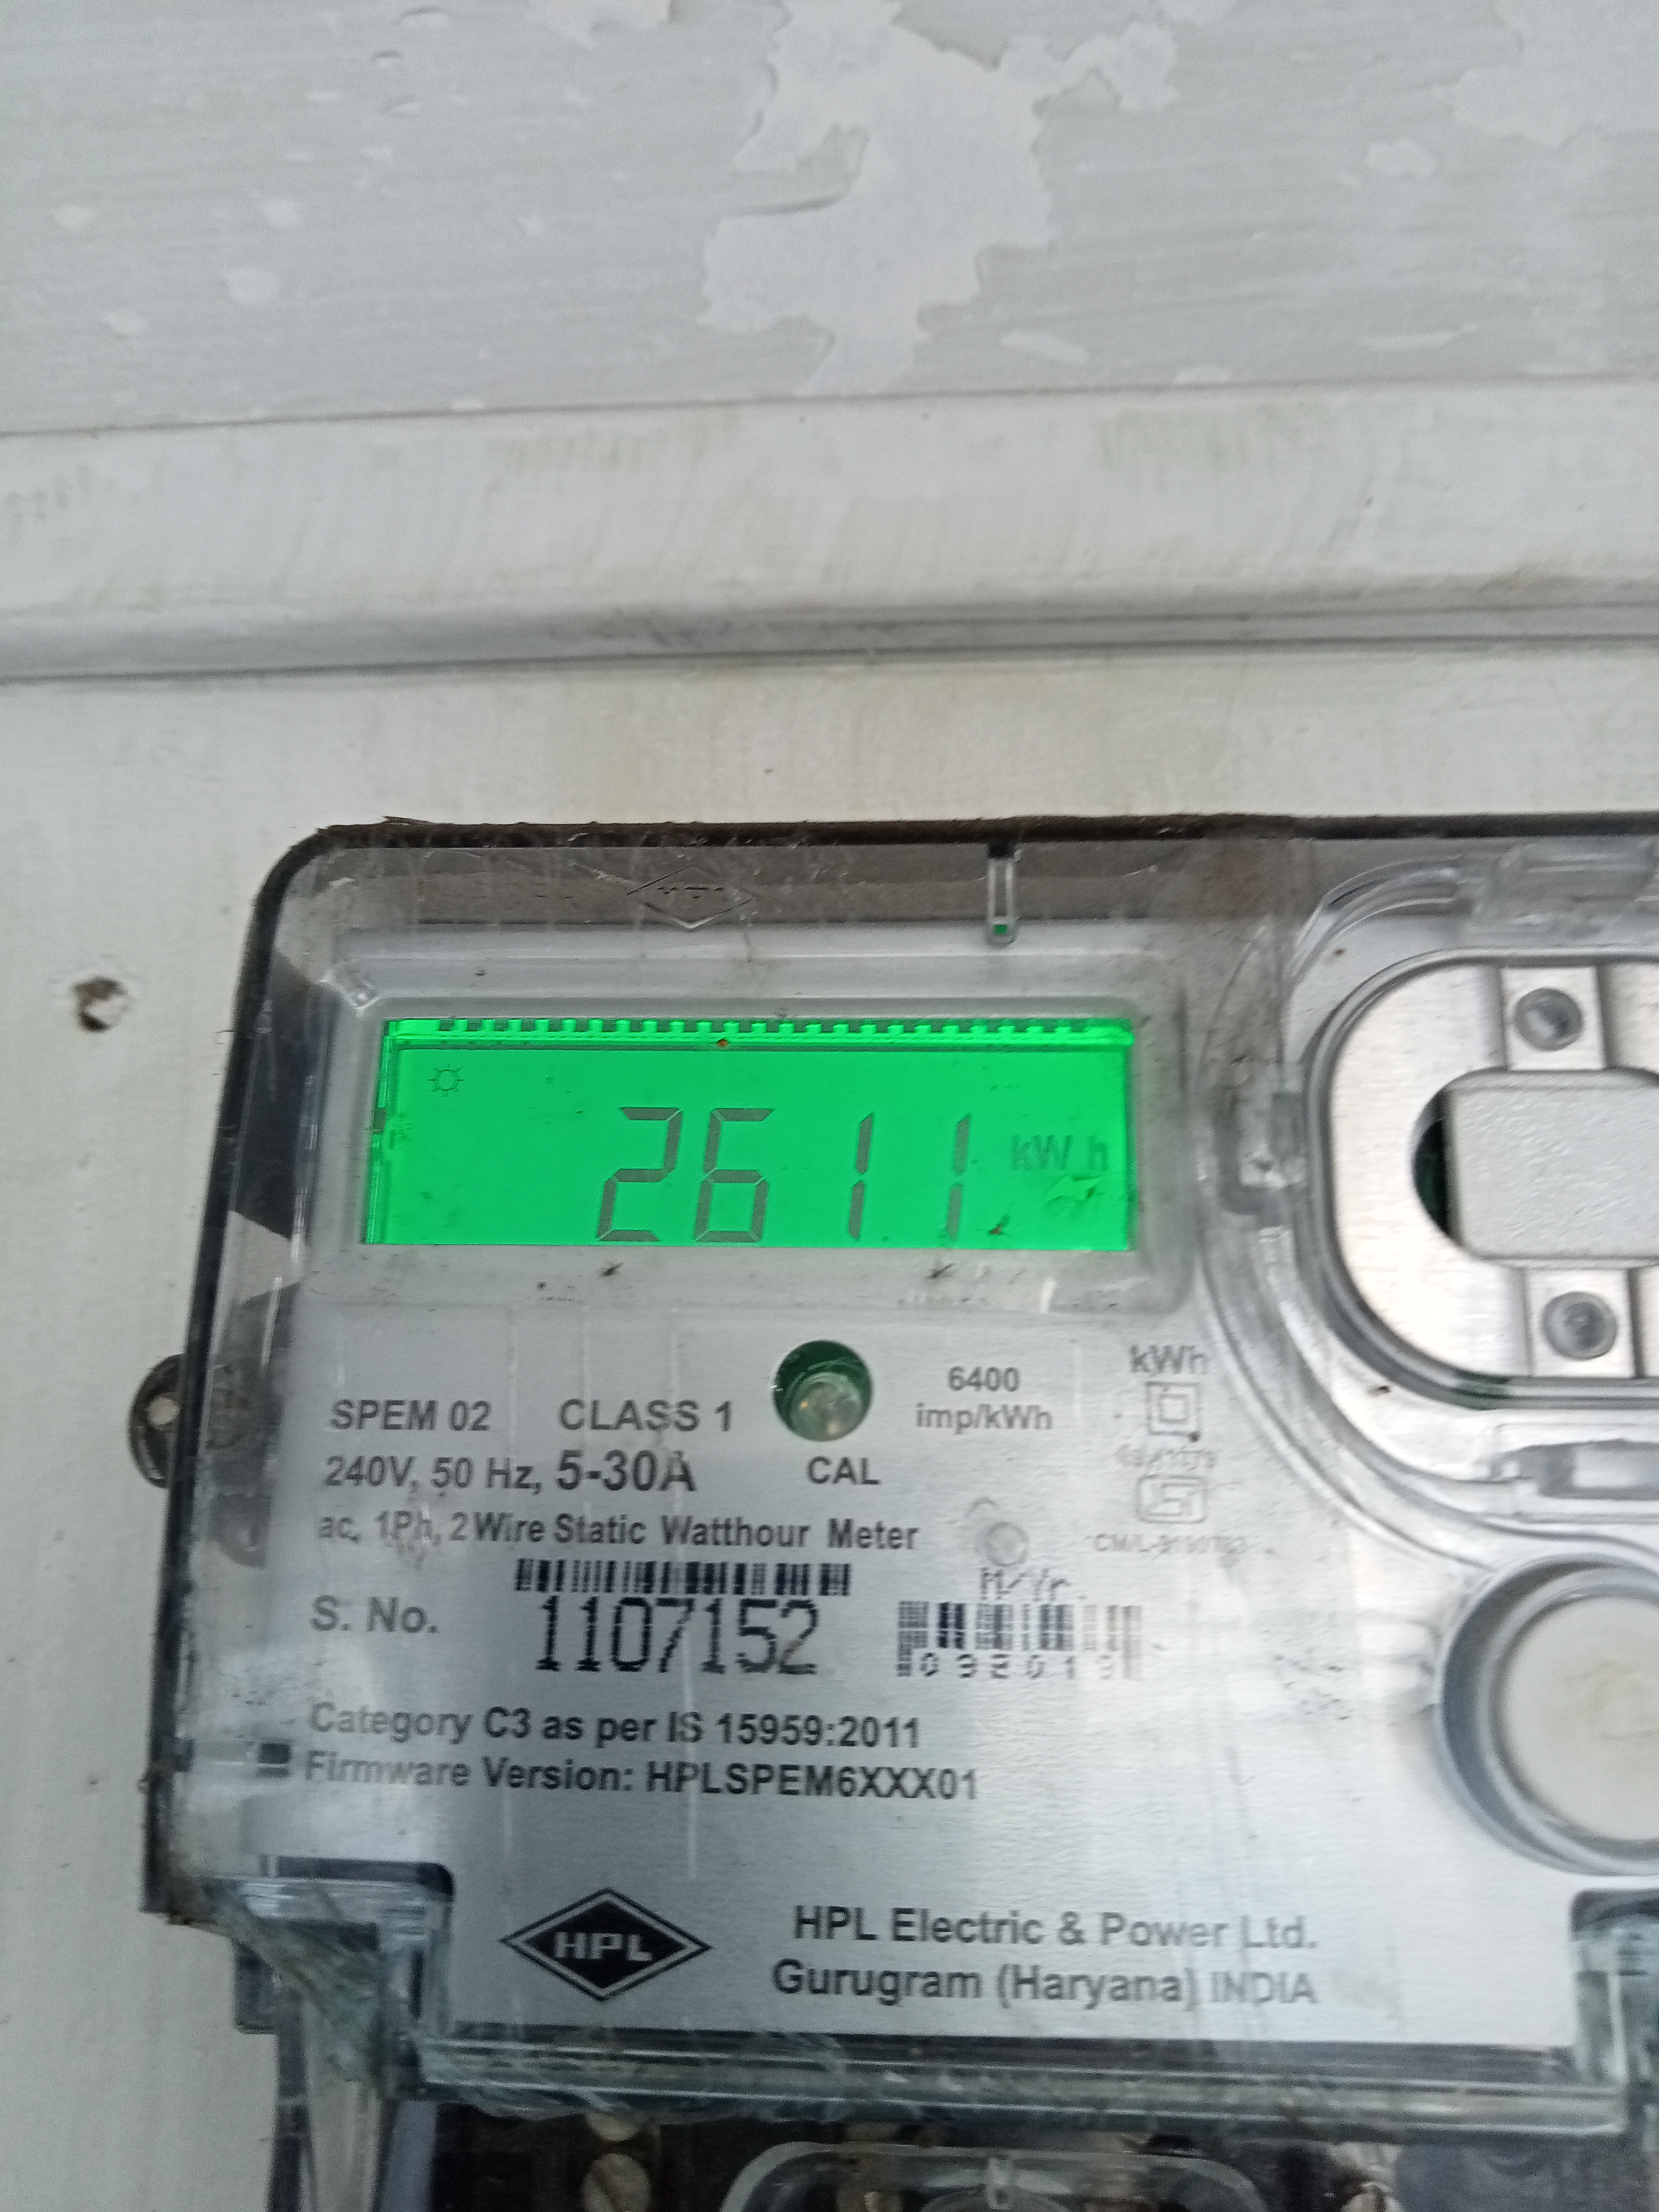 2611 kW h
6400
imp/kWh
kWh
SPEM 02 CLASS 1
240V, 50 Hz, 5-30A
CAL
ac, 1Ph, 2 Wire Static Watthour Meter
M/Yr.
S. No. 1107152
Category C3 as per IS 15959:2011
Firmware Version: HPLSPEM6XXX01
HPL
HPL Electric & Power Ltd.
Gurugram (Haryana) INDIA